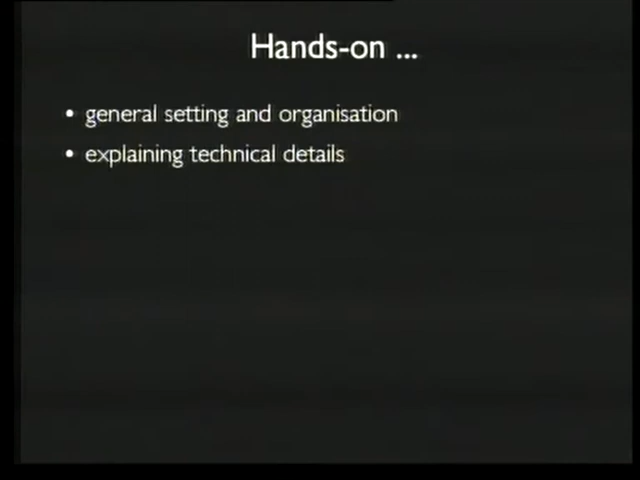 Hands-on ...
• general setting and organisation
• explaining technical details